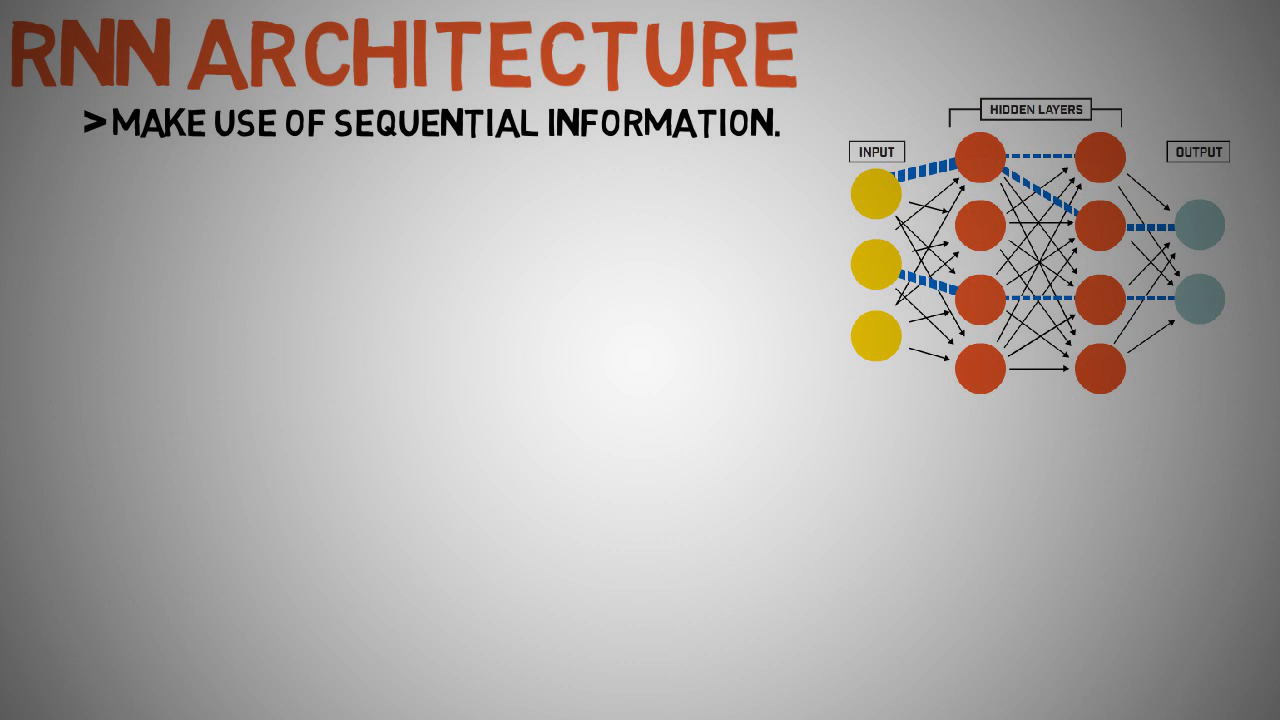 RNN ARCHITECTURE
> MAKE USE OF SEQUENTIAL INFORMATION.
HIDDEN LAYERS
INPUT
OUTPUT